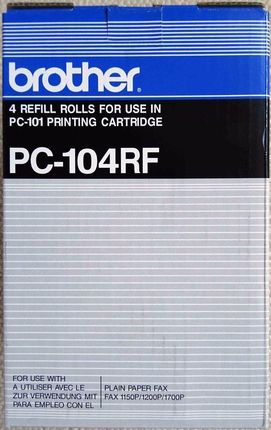 brother®
4 REFILL ROLLS FOR USE IN
PC-101 PRINTING CARTRIDGE
PC-104RF
FOR USE WITH
A UTILISER AVEC LE
ZUR VERWENDUNG MIT
PARA EMPLEO CON EL
PLAIN PAPER FAX
FAX 1150P/1200P/1700P